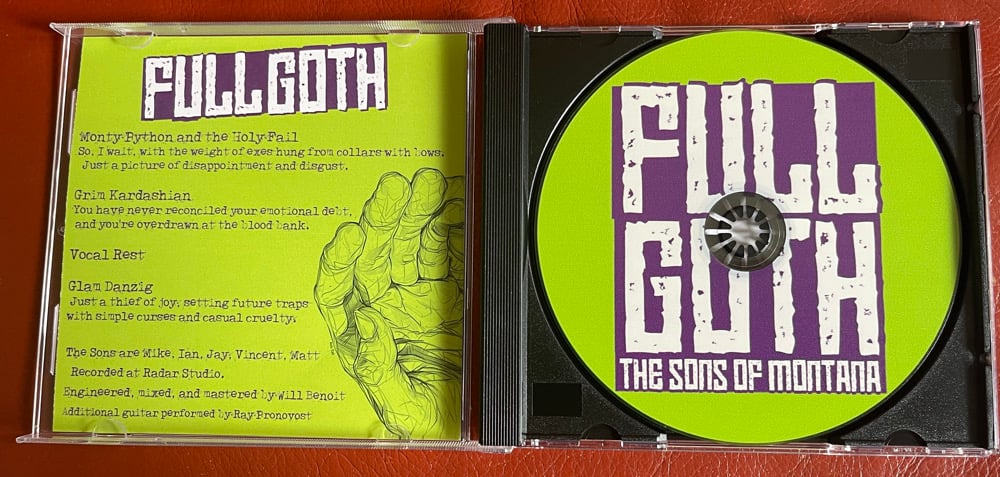 FULL GOTH
Monty Python and the Holy Fail
So, I wait, with the weight of exes hung from collars with bows.
Just a picture of disappointment and disgust.
Grim Kardashian
You have never reconciled your emotional debt,
and you're overdrawn at the blood bank.
Vocal Rest
Glam Danzig
Just a thief of joy, setting future traps
with simple curses and casual cruelty.
The Sons are Mike, Ian, Jay, Vincent, Matt
Recorded at Radar Studio.
Engineered, mixed, and mastered by Will Benoit
Additional guitar performed by Ray Pronovost
FULL
GOTH
THE SONS OF MONTANA